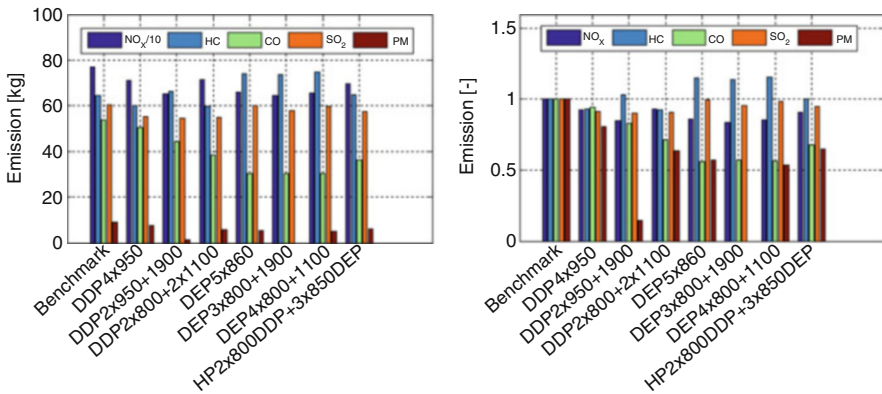 100
80
60
40
20
0
Emission [kg]
NOX/10 HC CO SO2 PM
Benchmark
DDP4x950
DDP2x950+1900
DDP2x800+2x1100
DEP5x860
DEP3x800+1900
DEP4x800+1100
HP2x800DDP+3x850DEP
1.5
1
0.5
0
Emission [-]
NOX HC CO SO2 PM
Benchmark
DDP4x950
DDP2x950+1900
DDP2x800+2x1100
DEP5x860
DEP3x800+1900
DEP4x800+1100
HP2x800DDP+3x850DEP